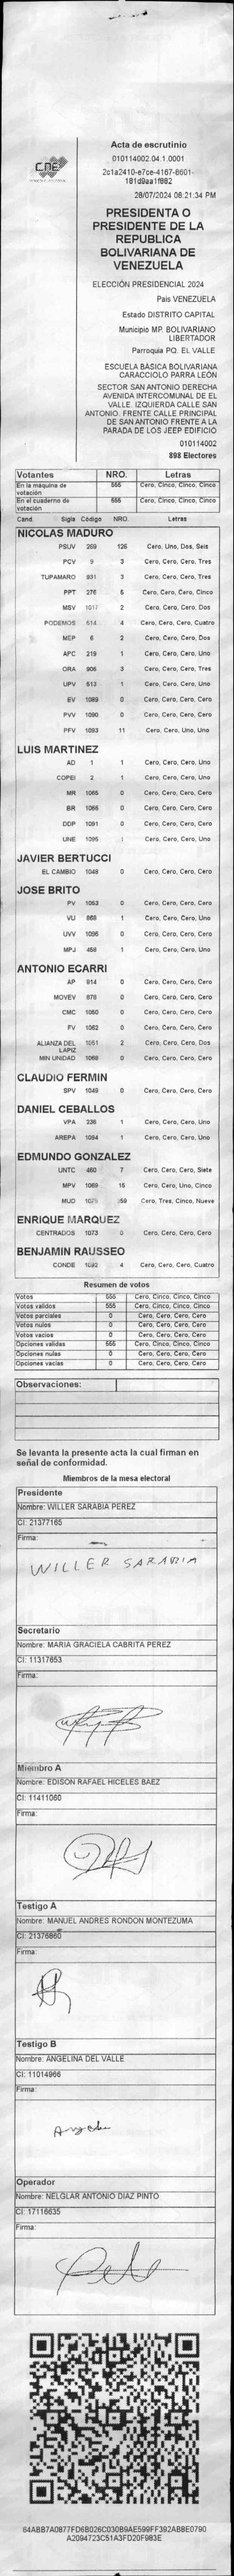 CNE
Acta de escrutinio
010114002.04.1.0001
2c1a2410-e7ce-4167-8601-
181d9aa1f882
28/07/2024 08:21:34 PM
PRESIDENTA O
PRESIDENTE DE LA
REPUBLICA
BOLIVARIANA DE
VENEZUELA
ELECCIÓN PRESIDENCIAL 2024
Pais VENEZUELA
Estado DISTRITO CAPITAL
Municipio MP. BOLIVARIANO
LIBERTADOR
Parroquia PQ. EL VALLE
ESCUELA BÁSICA BOLIVARIANA
CARACCIOLO PARRA LEÓN
SECTOR SAN ANTONIO DERECHA
AVENIDA INTERCOMUNAL DE EL
VALLE. IZQUIERDA CALLE SAN
ANTONIO. FRENTE CALLE PRINCIPAL
DE SAN ANTONIO FRENTE A LA
PARADA DE LOS JEEP EDIFICIO
010114002
898 Electores
Votantes NRO. Letras
En la máquina de votación 555 Cero, Cinco, Cinco, Cinco
En el cuaderno de votación 555 Cero, Cinco, Cinco, Cinco
Cand. Sigla Código NRO. Letras
NICOLAS MADURO
PSUV 269 126 Cero, Uno, Dos, Seis
PCV 9 3 Cero, Cero, Cero, Tres
TUPAMARO 931 3 Cero, Cero, Cero, Tres
PPT 276 5 Cero, Cero, Cero, Cinco
MSV 1017 2 Cero, Cero, Cero, Dos
PODEMOS 514 4 Cero, Cero, Cero, Cuatro
MEP 6 2 Cero, Cero, Cero, Dos
APC 219 1 Cero, Cero, Cero, Uno
ORA 906 3 Cero, Cero, Cero, Tres
UPV 513 1 Cero, Cero, Cero, Uno
EV 1089 0 Cero, Cero, Cero, Cero
PVV 1090 0 Cero, Cero, Cero, Cero
PFV 1093 11 Cero, Cero, Uno, Uno
LUIS MARTINEZ
AD 1 1 Cero, Cero, Cero, Uno
COPEI 2 1 Cero, Cero, Cero, Uno
MR 1065 0 Cero, Cero, Cero, Cero
BR 1066 0 Cero, Cero, Cero, Cero
DDP 1091 0 Cero, Cero, Cero, Cero
UNE 1095 1 Cero, Cero, Cero, Uno
JAVIER BERTUCCI
EL CAMBIO 1048 0 Cero, Cero, Cero, Cero
JOSE BRITO
PV 1053 0 Cero, Cero, Cero, Cero
VU 868 1 Cero, Cero, Cero, Uno
UVV 1096 0 Cero, Cero, Cero, Cero
MPJ 458 1 Cero, Cero, Cero, Uno
ANTONIO ECARRI
AP 814 0 Cero, Cero, Cero, Cero
MOVEV 878 0 Cero, Cero, Cero, Cero
CMC 1050 0 Cero, Cero, Cero, Cero
FV 1062 0 Cero, Cero, Cero, Cero
ALIANZA DEL LAPIZ 1051 2 Cero, Cero, Cero, Dos
MIN UNIDAD 1068 0 Cero, Cero, Cero, Cero
CLAUDIO FERMIN
SPV 1049 0 Cero, Cero, Cero, Cero
DANIEL CEBALLOS
VPA 236 1 Cero, Cero, Cero, Uno
AREPA 1094 1 Cero, Cero, Cero, Uno
EDMUNDO GONZALEZ
UNTC 460 7 Cero, Cero, Cero, Siete
MPV 1069 15 Cero, Cero, Uno, Cinco
MUD 1075 359 Cero, Tres, Cinco, Nueve
ENRIQUE MARQUEZ
CENTRADOS 1073 0 Cero, Cero, Cero, Cero
BENJAMIN RAUSSEO
CONDE 1092 4 Cero, Cero, Cero, Cuatro
Resumen de votos
Votos 555 Cero, Cinco, Cinco, Cinco
Votos validos 555 Cero, Cinco, Cinco, Cinco
Votos parciales 0 Cero, Cero, Cero, Cero
Votos nulos 0 Cero, Cero, Cero, Cero
Votos vacios 0 Cero, Cero, Cero, Cero
Opciones validas 555 Cero, Cinco, Cinco, Cinco
Opciones nulas 0 Cero, Cero, Cero, Cero
Opciones vacias 0 Cero, Cero, Cero, Cero
Observaciones:
Se levanta la presente acta la cual firman en
señal de conformidad.
Miembros de la mesa electoral
Presidente
Nombre: WILLER SARABIA PEREZ
CI: 21377165
Firma:
WILLER SARABIA
Secretario
Nombre: MARIA GRACIELA CABRITA PEREZ
CI: 11317653
Firma:
Miembro A
Nombre: EDISON RAFAEL HICELES BAEZ
CI: 11411060
Firma:
Testigo A
Nombre: MANUEL ANDRES RONDON MONTEZUMA
CI: 21376860
Firma:
Testigo B
Nombre: ANGELINA DEL VALLE
CI: 11014966
Firma:
Operador
Nombre: NELGLAR ANTONIO DIAZ PINTO
CI: 17116635
Firma:
64ABB7A0877FD6B026C030B9AE599FF392AB8E0790
A2094723C51A3FD20F983E